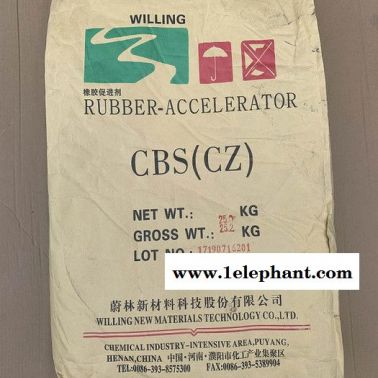 WILLING
橡胶促进剂
RUBBER-ACCELERATOR
CBS(CZ)
NET WT.: KG
GROSS WT.: 25.2 KG
LOT NO.: 17190716201
www.1elephant.com
蔚林新材料科技股份有限公司
WILLING NEW MATERIALS TECHNOLOGY CO.,LTD.
CHEMICAL INDUSTRY-INTENSIVE AREA,PUYANG,
HENAN,CHINA 中国·河南·濮阳市化工产业集聚区
TEL:0086-393-8575300 FAX:0086-393-5389904